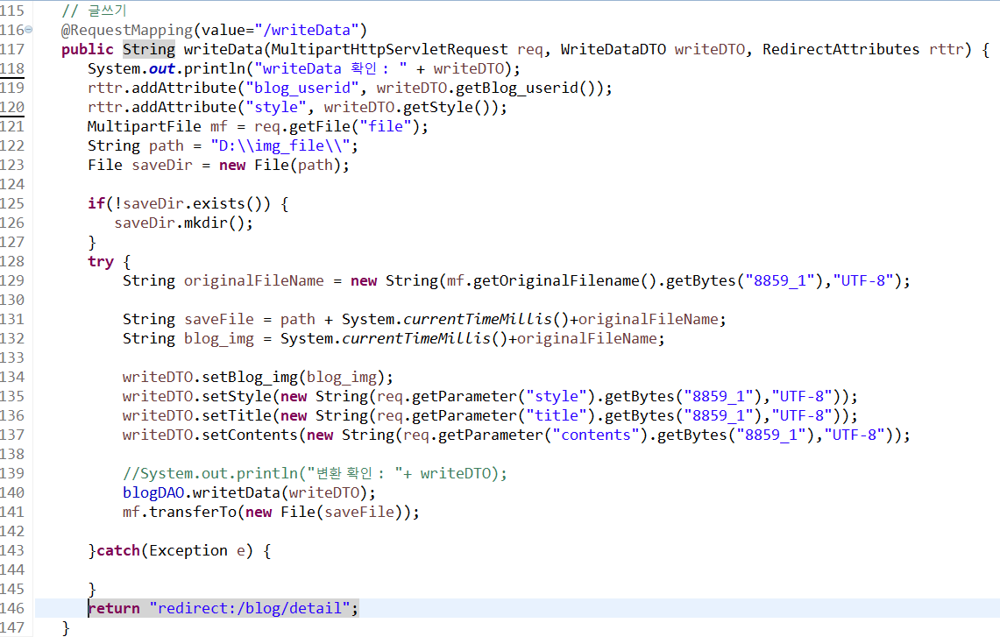 115 // 글쓰기
116 @RequestMapping(value="/writeData")
117 public String writeData(MultipartHttpServletRequest req, WriteDataDTO writeDTO, RedirectAttributes rttr) {
118 System.out.println("writeData 확인 : " + writeDTO);
119 rttr.addAttribute("blog_userid", writeDTO.getBlog_userid());
120 rttr.addAttribute("style", writeDTO.getStyle());
121 MultipartFile mf = req.getFile("file");
122 String path = "D:\\img_file\\";
123 File saveDir = new File(path);
124
125 if(!saveDir.exists()) {
126 saveDir.mkdir();
127 }
128 try {
129 String originalFileName = new String(mf.getOriginalFilename().getBytes("8859_1"),"UTF-8");
130
131 String saveFile = path + System.currentTimeMillis()+originalFileName;
132 String blog_img = System.currentTimeMillis()+originalFileName;
133
134 writeDTO.setBlog_img(blog_img);
135 writeDTO.setStyle(new String(req.getParameter("style").getBytes("8859_1"),"UTF-8"));
136 writeDTO.setTitle(new String(req.getParameter("title").getBytes("8859_1"),"UTF-8"));
137 writeDTO.setContents(new String(req.getParameter("contents").getBytes("8859_1"),"UTF-8"));
138
139 //System.out.println("변환 확인 : "+ writeDTO);
140 blogDAO.writetData(writeDTO);
141 mf.transferTo(new File(saveFile));
142
143 }catch(Exception e) {
144
145 }
146 return "redirect:/blog/detail";
147 }